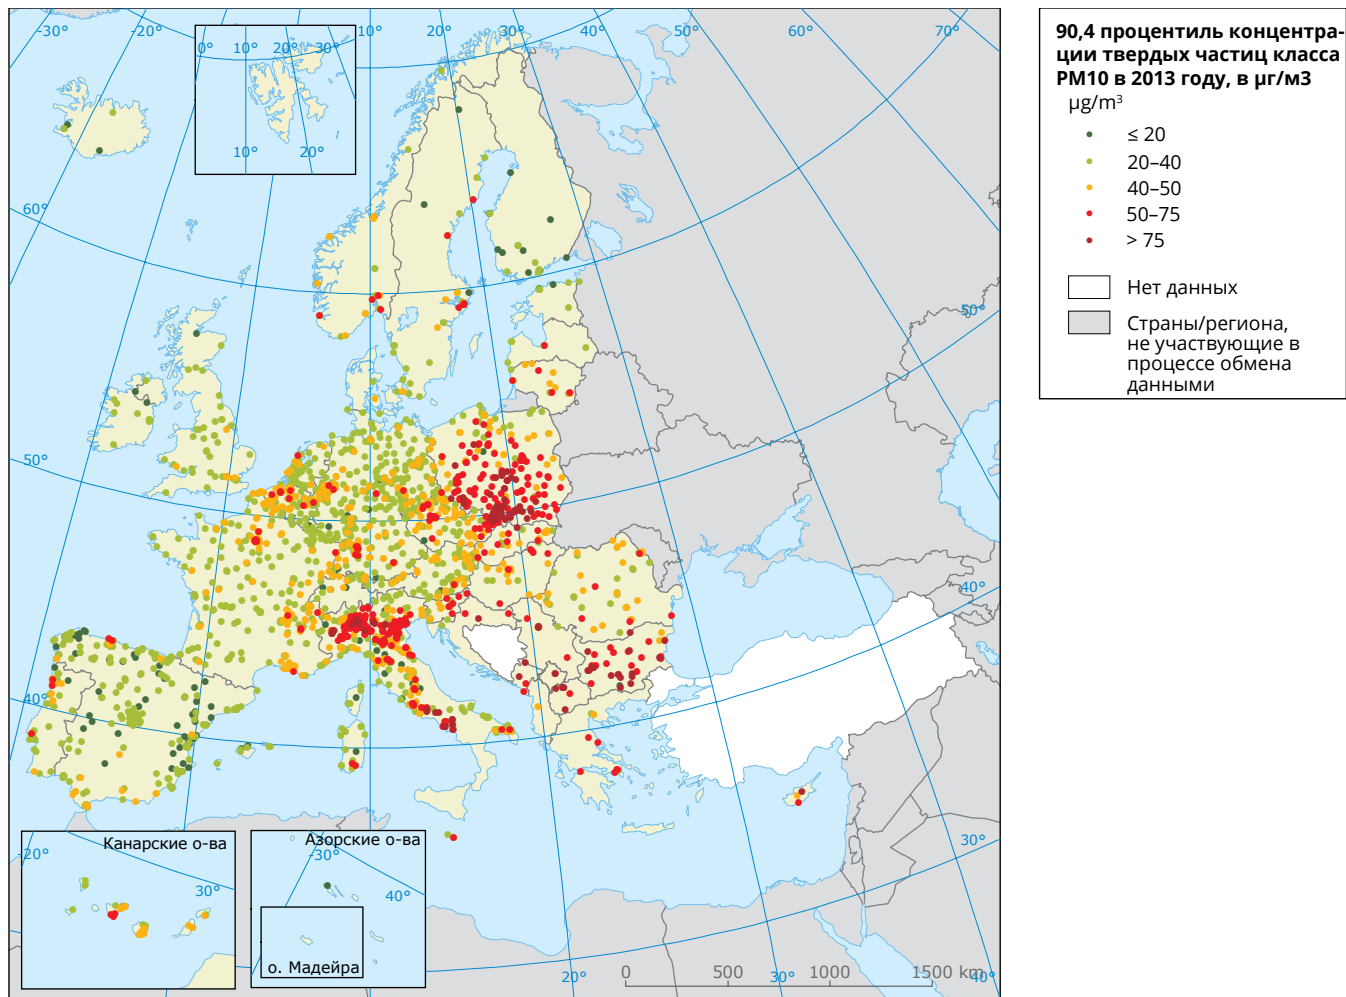 -30°
-20°
-10°
0°
10°
20°
30°
40°
50°
60°
70°
0°
10°
20°
30°
10°
20°
60°
50°
50°
40°
40°
30°
Канарские о-ва
-20°
30°
Азорские о-ва
-30°
40°
о. Мадейра
20°
30°
40°
0
500
1000
1500 km
90,4 процентиль концентра-
ции твердых частиц класса
PM10 в 2013 году, в μг/м3
μg/m³
≤ 20
20–40
40–50
50–75
> 75
Нет данных
Страны/региона,
не участвующие в
процессе обмена
данными